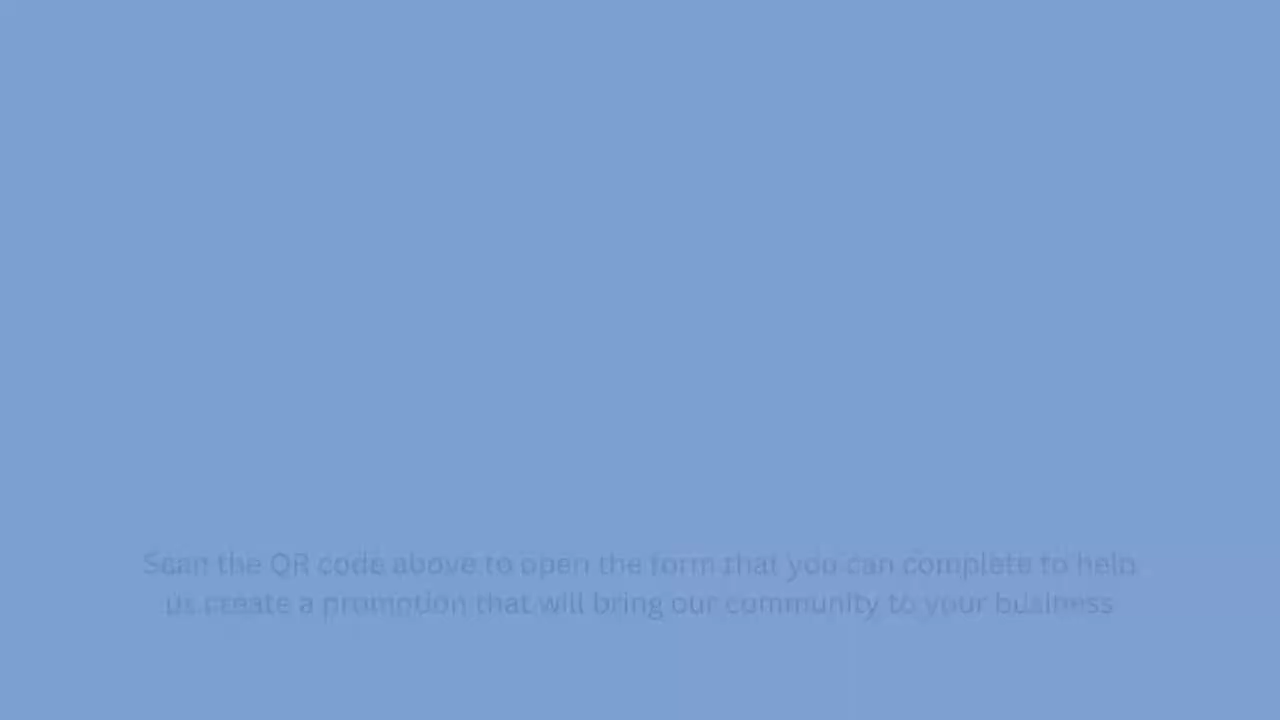 Scan the QR code above to open the form that you can complete to help
us create a promotion that will bring our community to your business